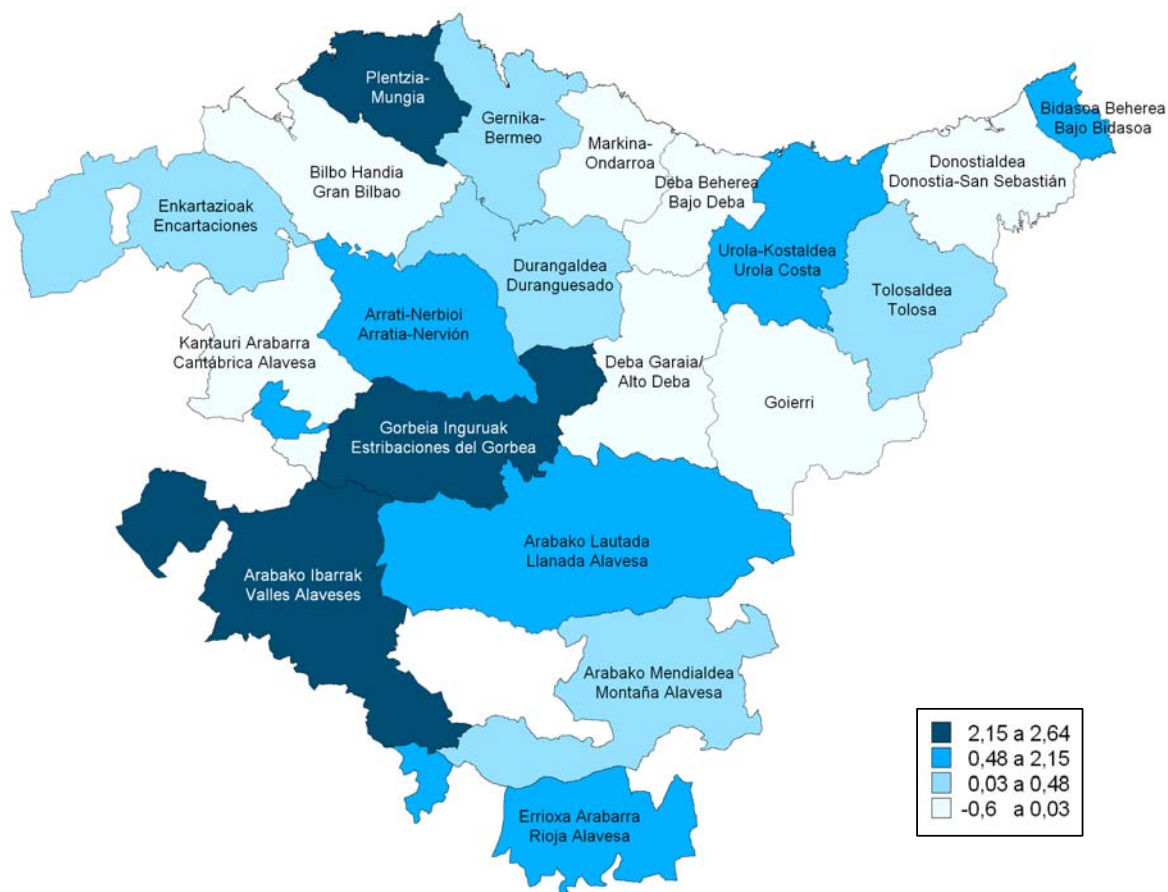 Plentzia-
Mungia
Gernika-
Bermeo
Markina-
Ondarroa
Bidasoa Beherea
Bajo Bidasoa
Bilbo Handia
Gran Bilbao
Deba Beherea
Bajo Deba
Donostialdea
Donostia-San Sebastián
Enkartazioak
Encartaciones
Durangaldea
Duranguesado
Urola-Kostaldea
Urola Costa
Tolosaldea
Tolosa
Arrati-Nerbioi
Arratia-Nervión
Kantauri Arabarra
Cantábrica Alavesa
Deba Garaia/
Alto Deba
Goierri
Gorbeia Inguruak
Estribaciones del Gorbea
Arabako Lautada
Llanada Alavesa
Arabako Ibarrak
Valles Alaveses
Arabako Mendialdea
Montaña Alavesa
Errioxa Arabarra
Rioja Alavesa
2,15 a 2,64
0,48 a 2,15
0,03 a 0,48
-0,6 a 0,03